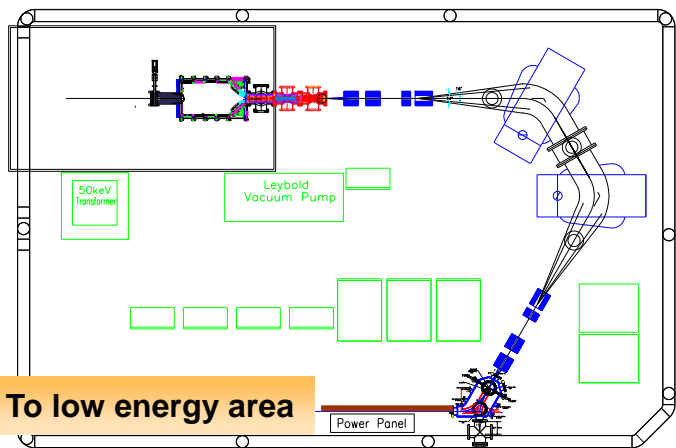 50keV
Transformer
Leybold
Vacuum Pump
To low energy area
Power Panel